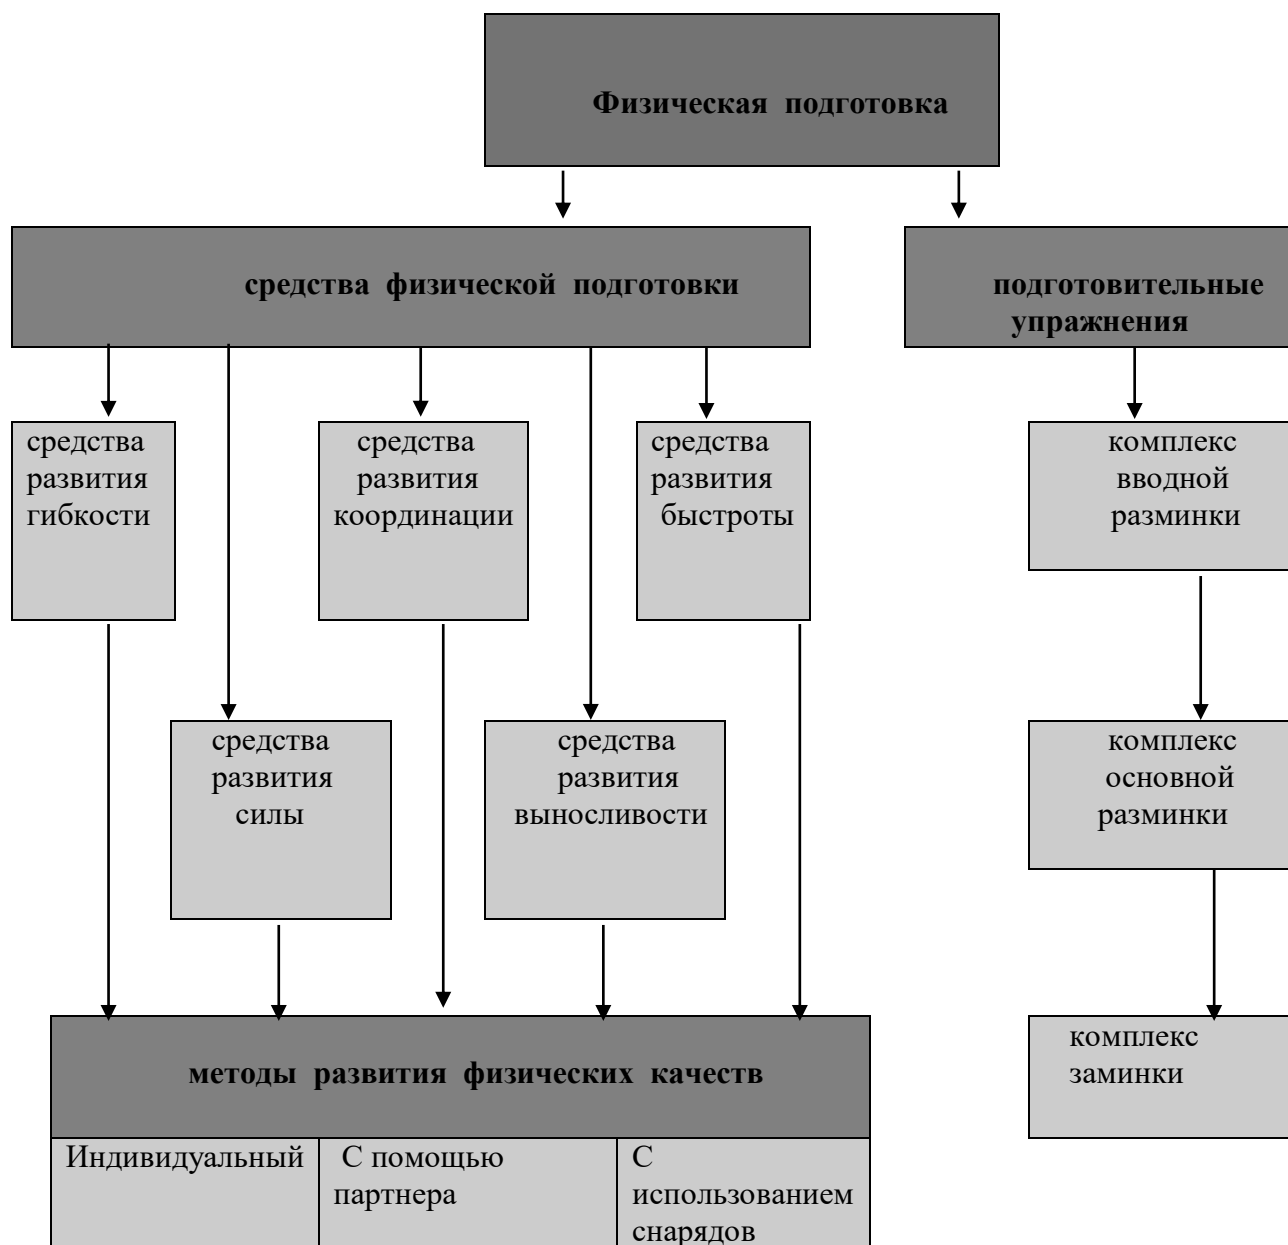 Физическая подготовка
средства физической подготовки
подготовительные
упражнения
средства
развития
гибкости
средства
развития
координации
средства
развития
быстроты
комплекс
вводной
разминки
средства
развития
силы
средства
развития
выносливости
комплекс
основной
разминки
методы развития физических качеств
Индивидуальный
С помощью
партнера
С
использованием
снарядов
комплекс
заминки